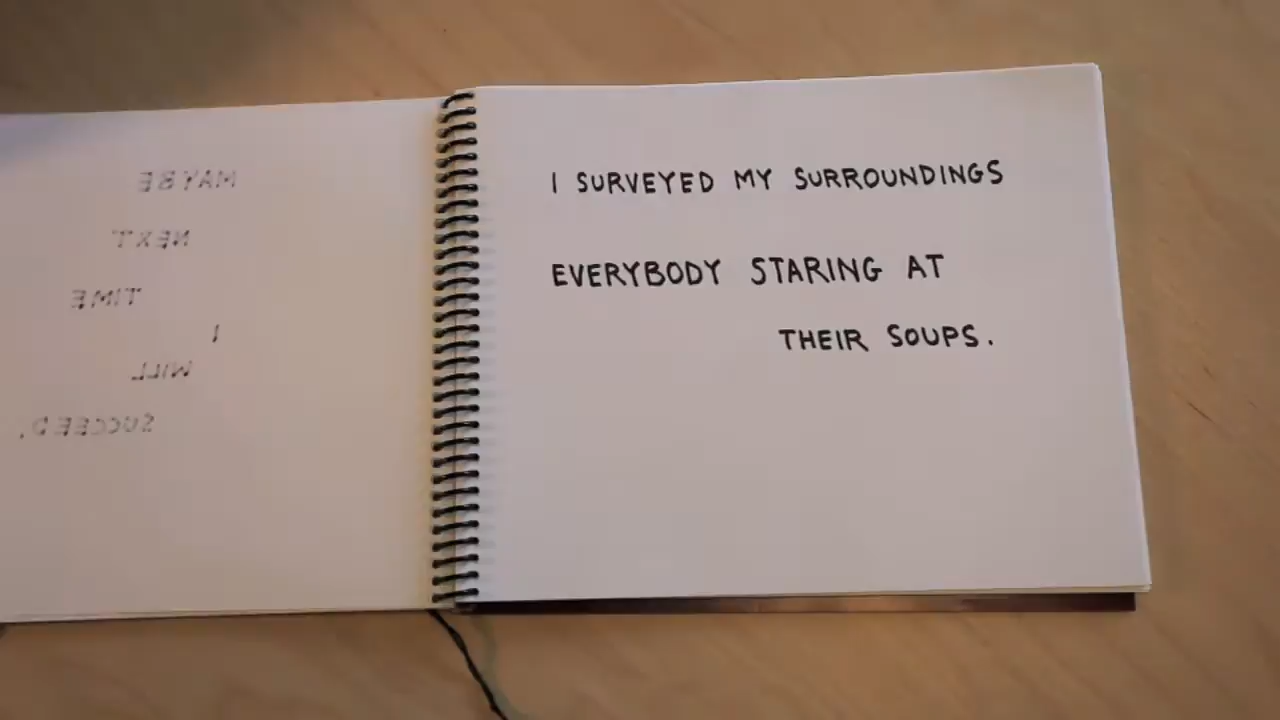 MAYBE
NEXT
TIME
I
WILL
SUCCEED.
I SURVEYED MY SURROUNDINGS
EVERYBODY STARING AT
THEIR SOUPS.